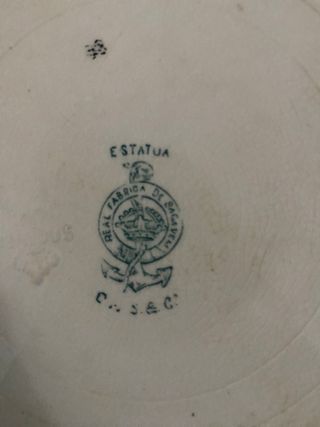 ESTATUA
REAL FABRICA DE SACAVEM
& C.